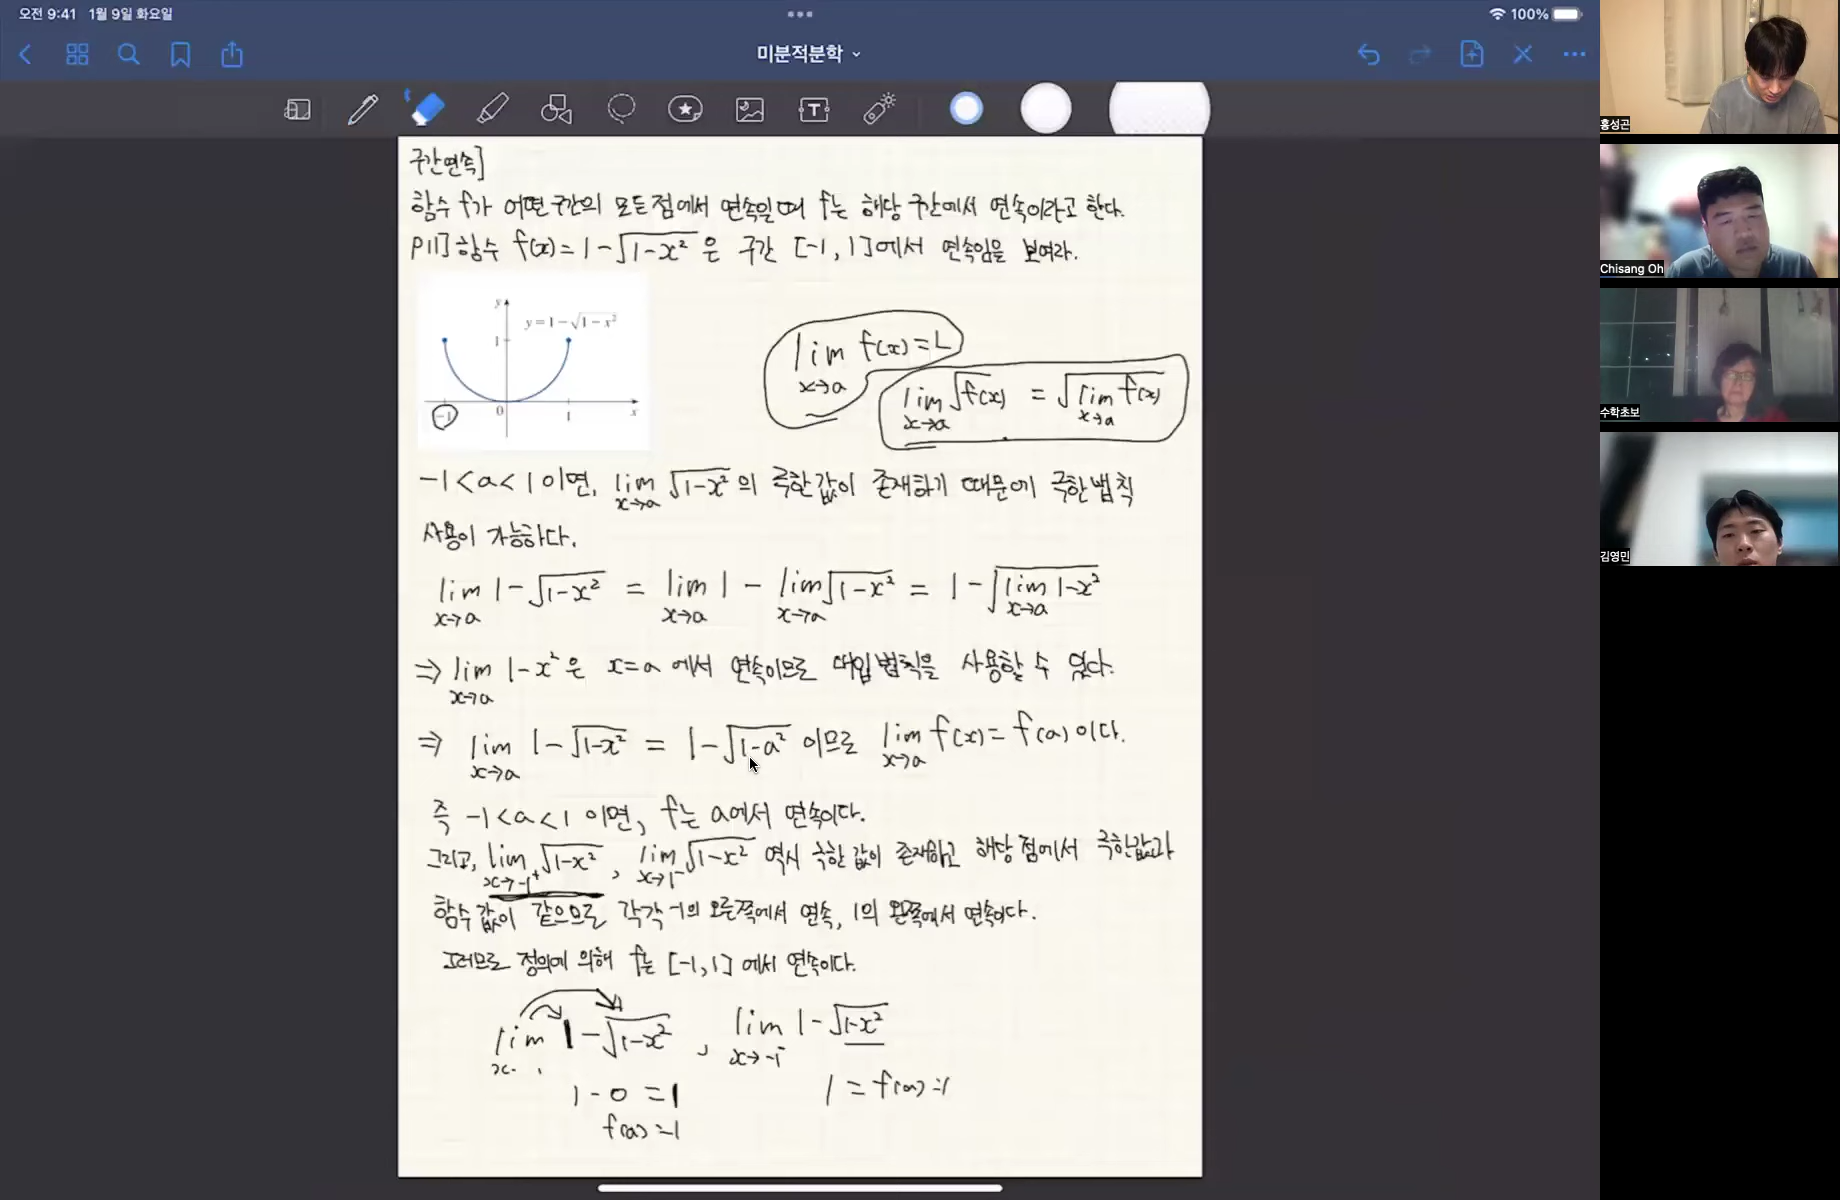 오전 9:41 1월 9일 화요일
100%
미분적분학
홍성곤
Chisang Oh
수학초보
김영민
구간연속]
함수 f가 어떤 구간의 모든 점에서 연속일 때 f는 해당 구간에서 연속이라고 한다.
P11] 함수 f(x) = 1 - √(1-x²) 은 구간 [-1, 1]에서 연속임을 보여라.
y
y = 1 - √(1 - x²)
1
-1 0 1 x
lim x→a f(x) = L
lim x→a √f(x) = √(lim x→a f(x))
-1 < a < 1 이면, lim x→a √(1-x²) 의 극한값이 존재하기 때문에 극한법칙
사용이 가능하다.
lim x→a 1 - √(1-x²) = lim x→a 1 - lim x→a √(1-x²) = 1 - √(lim x→a 1-x²)
⇒ lim x→a 1-x² 은 x=a 에서 연속이므로 대입법칙을 사용할 수 있다.
⇒ lim x→a 1 - √(1-x²) = 1 - √(1-a²) 이므로 lim x→a f(x) = f(a) 이다.
즉 -1 < a < 1 이면, f는 a에서 연속이다.
그리고, lim x→-1⁺ √(1-x²), lim x→1⁻ √(1-x²) 역시 극한값이 존재하고 해당 점에서 극한값과
함수값이 같으므로 각각 -1의 오른쪽에서 연속, 1의 왼쪽에서 연속이다.
그러므로 정의에 의해 f는 [-1, 1] 에서 연속이다.
lim 1 - √(1-x²), lim x→-1⁻ 1 - √(1-x²)
1 - 0 = 1
1 = f(a) = 1
f(a) = 1